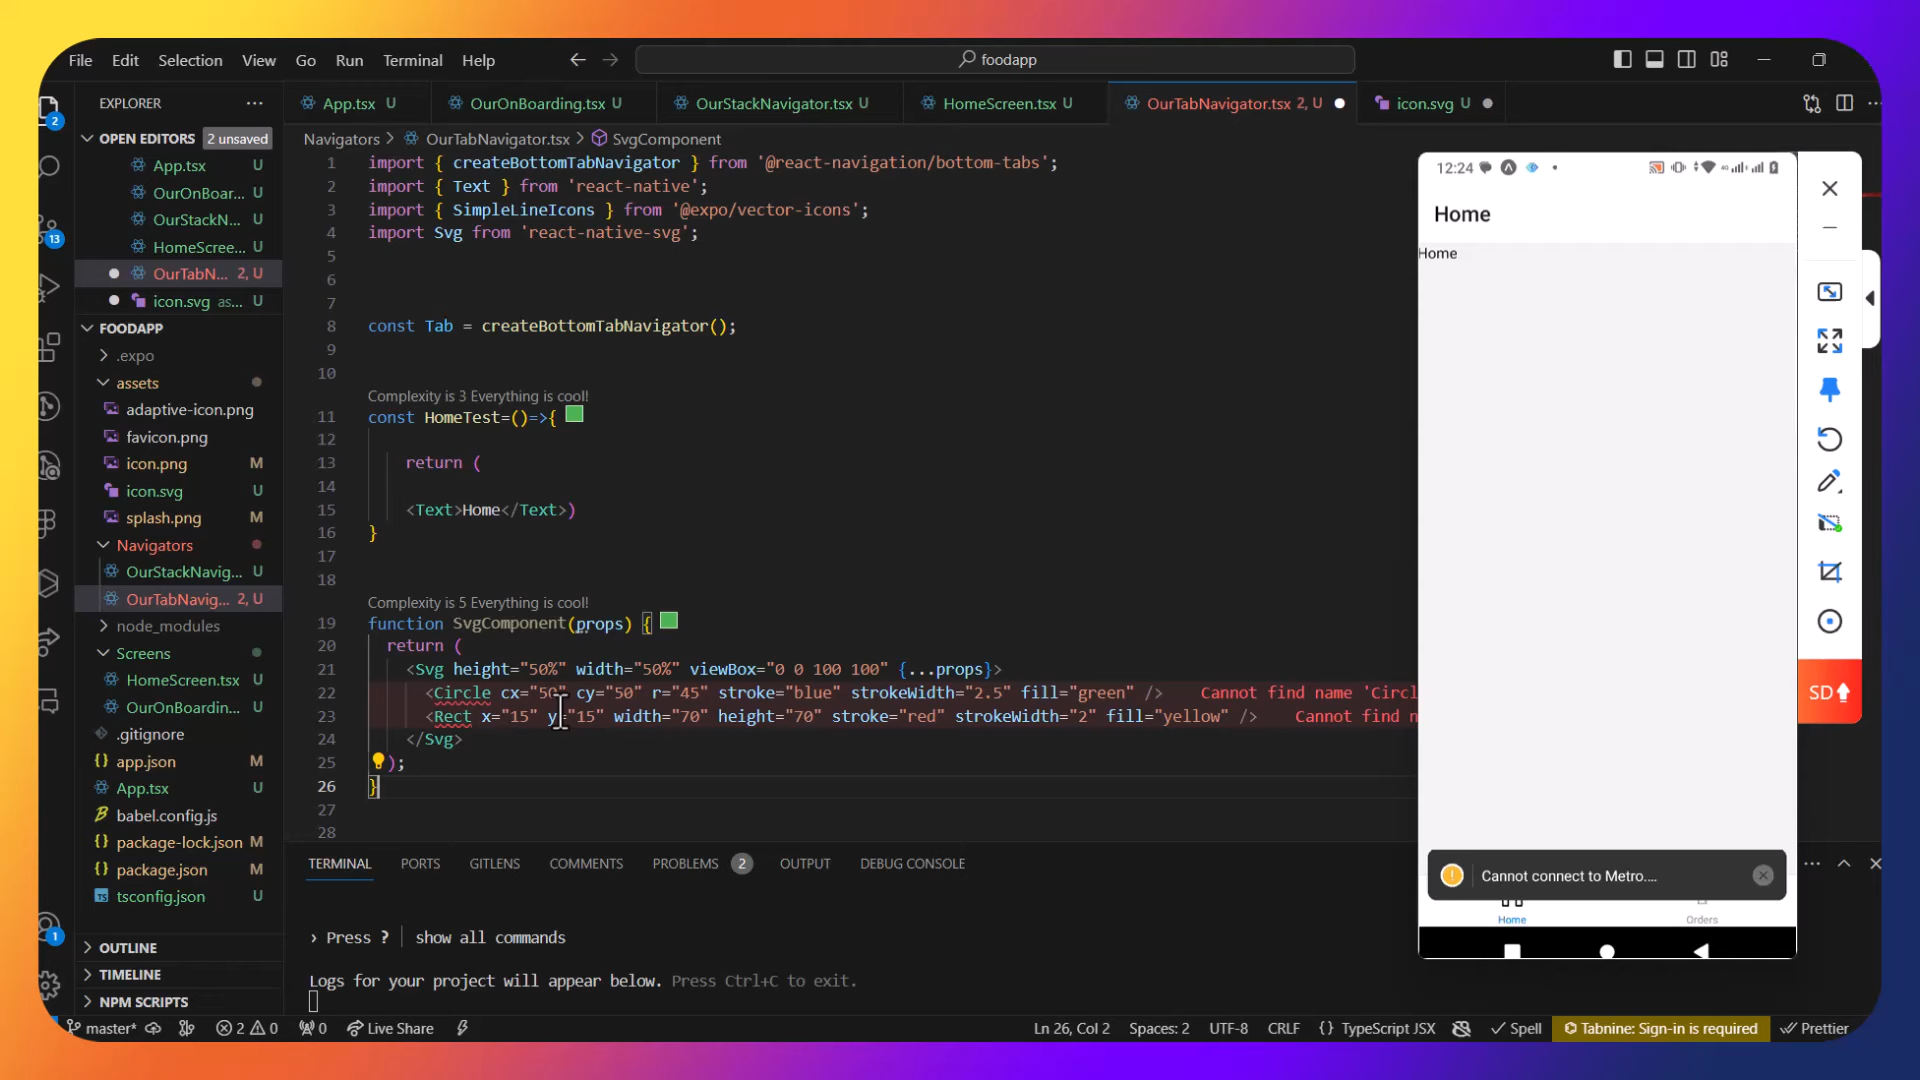 File Edit Selection View Go Run Terminal Help
foodapp
EXPLORER
App.tsx U
OurOnBoarding.tsx U
OurStackNavigator.tsx U
HomeScreen.tsx U
OurTabNavigator.tsx 2, U
icon.svg U
OPEN EDITORS 2 unsaved
App.tsx U
OurOnBoar... U
OurStackN... U
HomeScree... U
OurTabN... 2, U
icon.svg as... U
FOODAPP
.expo
assets
adaptive-icon.png
favicon.png
icon.png M
icon.svg U
splash.png M
Navigators
OurStackNavig... U
OurTabNavig... 2, U
node_modules
Screens
HomeScreen.tsx U
OurOnBoardin... U
.gitignore
app.json M
App.tsx U
babel.config.js
package-lock.json M
package.json M
tsconfig.json U
OUTLINE
TIMELINE
NPM SCRIPTS
2
13
1
Navigators > OurTabNavigator.tsx > SvgComponent
1 import { createBottomTabNavigator } from '@react-navigation/bottom-tabs';
2 import { Text } from 'react-native';
3 import { SimpleLineIcons } from '@expo/vector-icons';
4 import Svg from 'react-native-svg';
5
6
7
8 const Tab = createBottomTabNavigator();
9
10
Complexity is 3 Everything is cool!
11 const HomeTest=()=>{
12
13 return (
14
15 <Text>Home</Text>)
16 }
17
18
Complexity is 5 Everything is cool!
19 function SvgComponent(props) {
20 return (
21 <Svg height="50%" width="50%" viewBox="0 0 100 100" {...props}>
22 <Circle cx="50" cy="50" r="45" stroke="blue" strokeWidth="2.5" fill="green" /> Cannot find name 'Circl
23 <Rect x="15" y="15" width="70" height="70" stroke="red" strokeWidth="2" fill="yellow" /> Cannot find n
24 </Svg>
25 );
26 }
27
28
TERMINAL PORTS GITLENS COMMENTS PROBLEMS 2 OUTPUT DEBUG CONSOLE
› Press ? │ show all commands
Logs for your project will appear below. Press Ctrl+C to exit.
master* 2 0 0 Live Share
Ln 26, Col 2 Spaces: 2 UTF-8 CRLF {} TypeScript JSX Spell Tabnine: Sign-in is required Prettier
12:24
Home
Home
Cannot connect to Metro....
Home Orders
SD